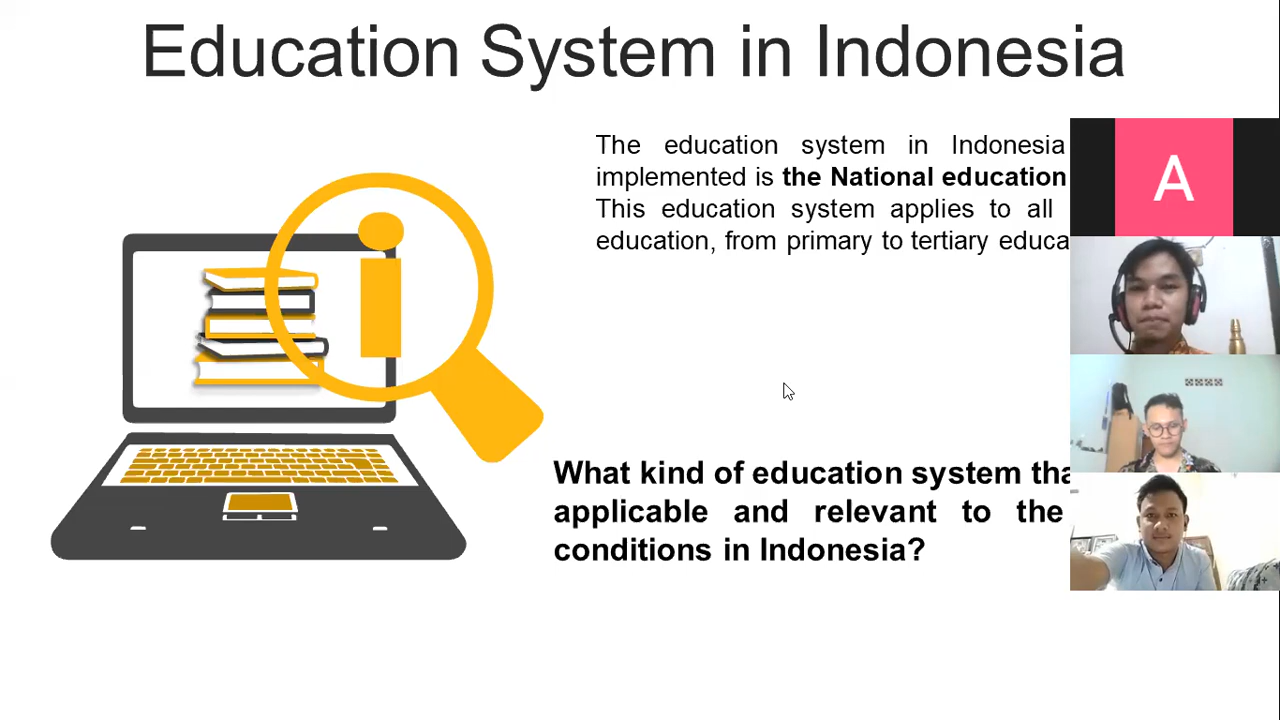 Education System in Indonesia
The education system in Indonesia
implemented is the National education
This education system applies to all
education, from primary to tertiary
What kind of education system
applicable and relevant to the
conditions in Indonesia?
A